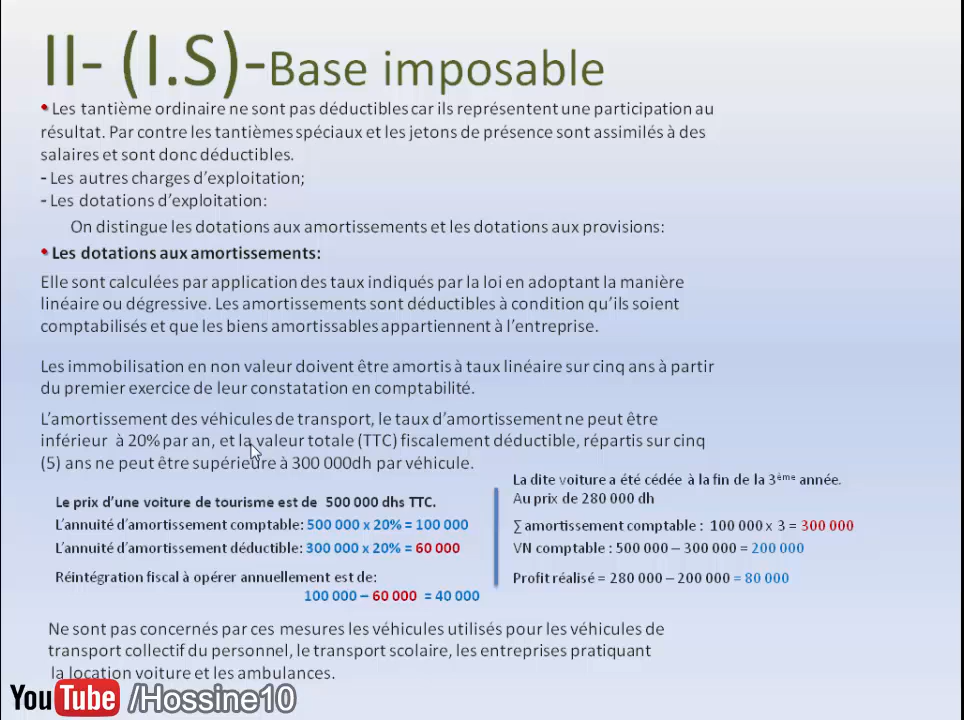 II- (I.S)-Base imposable
• Les tantième ordinaire ne sont pas déductibles car ils représentent une participation au
résultat. Par contre les tantièmes spéciaux et les jetons de présence sont assimilés à des
salaires et sont donc déductibles.
- Les autres charges d'exploitation;
- Les dotations d'exploitation:
On distingue les dotations aux amortissements et les dotations aux provisions:
• Les dotations aux amortissements:
Elle sont calculées par application des taux indiqués par la loi en adoptant la manière
linéaire ou dégressive. Les amortissements sont déductibles à condition qu'ils soient
comptabilisés et que les biens amortissables appartiennent à l'entreprise.
Les immobilisation en non valeur doivent être amortis à taux linéaire sur cinq ans à partir
du premier exercice de leur constatation en comptabilité.
L'amortissement des véhicules de transport, le taux d'amortissement ne peut être
inférieur à 20% par an, et la valeur totale (TTC) fiscalement déductible, répartis sur cinq
(5) ans ne peut être supérieure à 300 000dh par véhicule.
Le prix d'une voiture de tourisme est de 500 000 dhs TTC.
L'annuité d'amortissement comptable: 500 000 x 20% = 100 000
L'annuité d'amortissement déductible: 300 000 x 20% = 60 000
Réintégration fiscal à opérer annuellement est de:
100 000 – 60 000 = 40 000
La dite voiture a été cédée à la fin de la 3ème année.
Au prix de 280 000 dh
∑ amortissement comptable : 100 000 x 3 = 300 000
VN comptable : 500 000 – 300 000 = 200 000
Profit réalisé = 280 000 – 200 000 = 80 000
Ne sont pas concernés par ces mesures les véhicules utilisés pour les véhicules de
transport collectif du personnel, le transport scolaire, les entreprises pratiquant
la location voiture et les ambulances.
YouTube /Hossine10